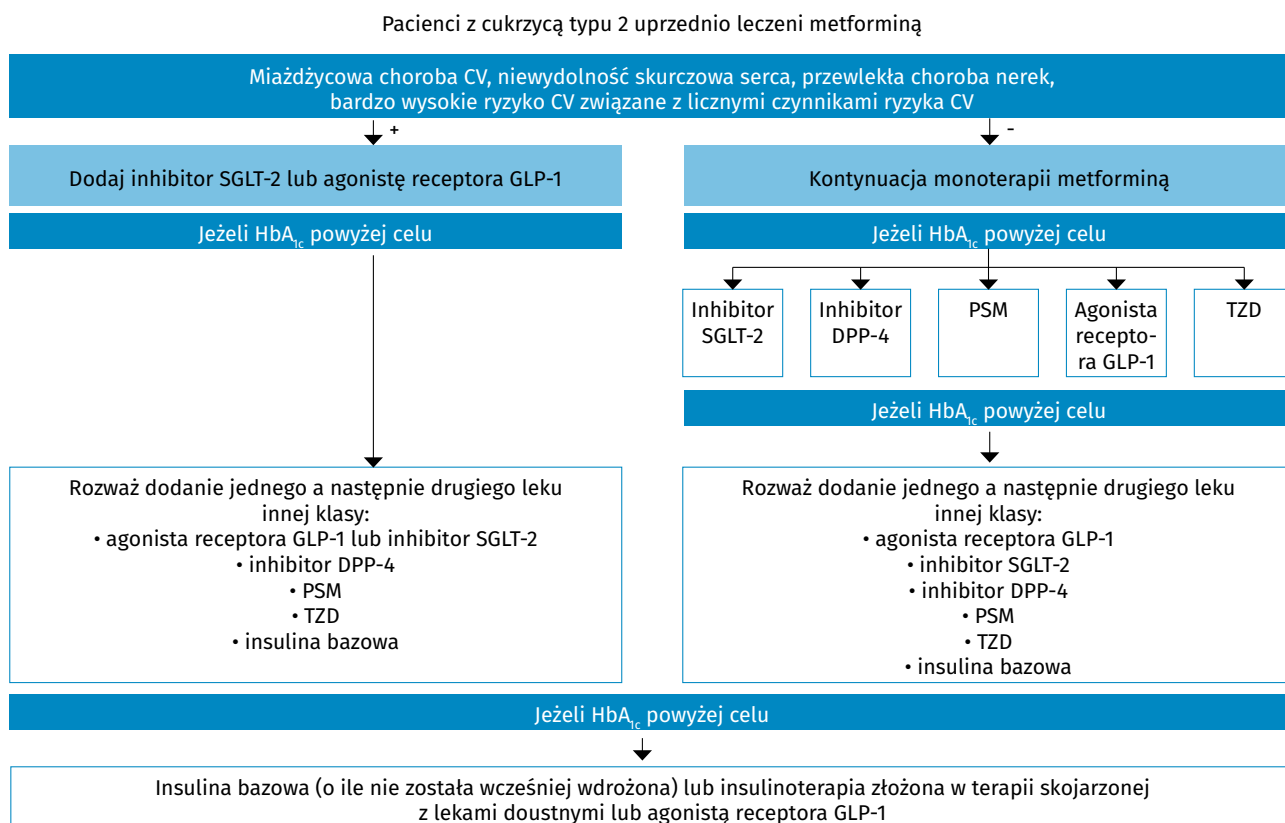 Pacienci z cukrzycą typu 2 uprzednio leczeni metforminą
Miażdżycowa choroba CV, niewydolność skurczowa serca, przewlekła choroba nerek,
bardzo wysokie ryzyko CV związane z licznymi czynnikami ryzyka CV
+
-
Dodaj inhibitor SGLT-2 lub agonistę receptora GLP-1
Kontynuacja monoterapii metforminą
Jeżeli HbA1c powyżej celu
Jeżeli HbA1c powyżej celu
Inhibitor
SGLT-2
Inhibitor
DPP-4
PSM
Agonista
recepto-
ra GLP-1
TZD
Jeżeli HbA1c powyżej celu
Rozważ dodanie jednego a następnie drugiego leku
innej klasy:
• agonista receptora GLP-1 lub inhibitor SGLT-2
• inhibitor DPP-4
• PSM
• TZD
• insulina bazowa
Rozważ dodanie jednego a następnie drugiego leku
innej klasy:
• agonista receptora GLP-1
• inhibitor SGLT-2
• inhibitor DPP-4
• PSM
• TZD
• insulina bazowa
Jeżeli HbA1c powyżej celu
Insulina bazowa (o ile nie została wcześniej wdrożona) lub insulinoterapia złożona w terapii skojarzonej
z lekami doustnymi lub agonistą receptora GLP-1